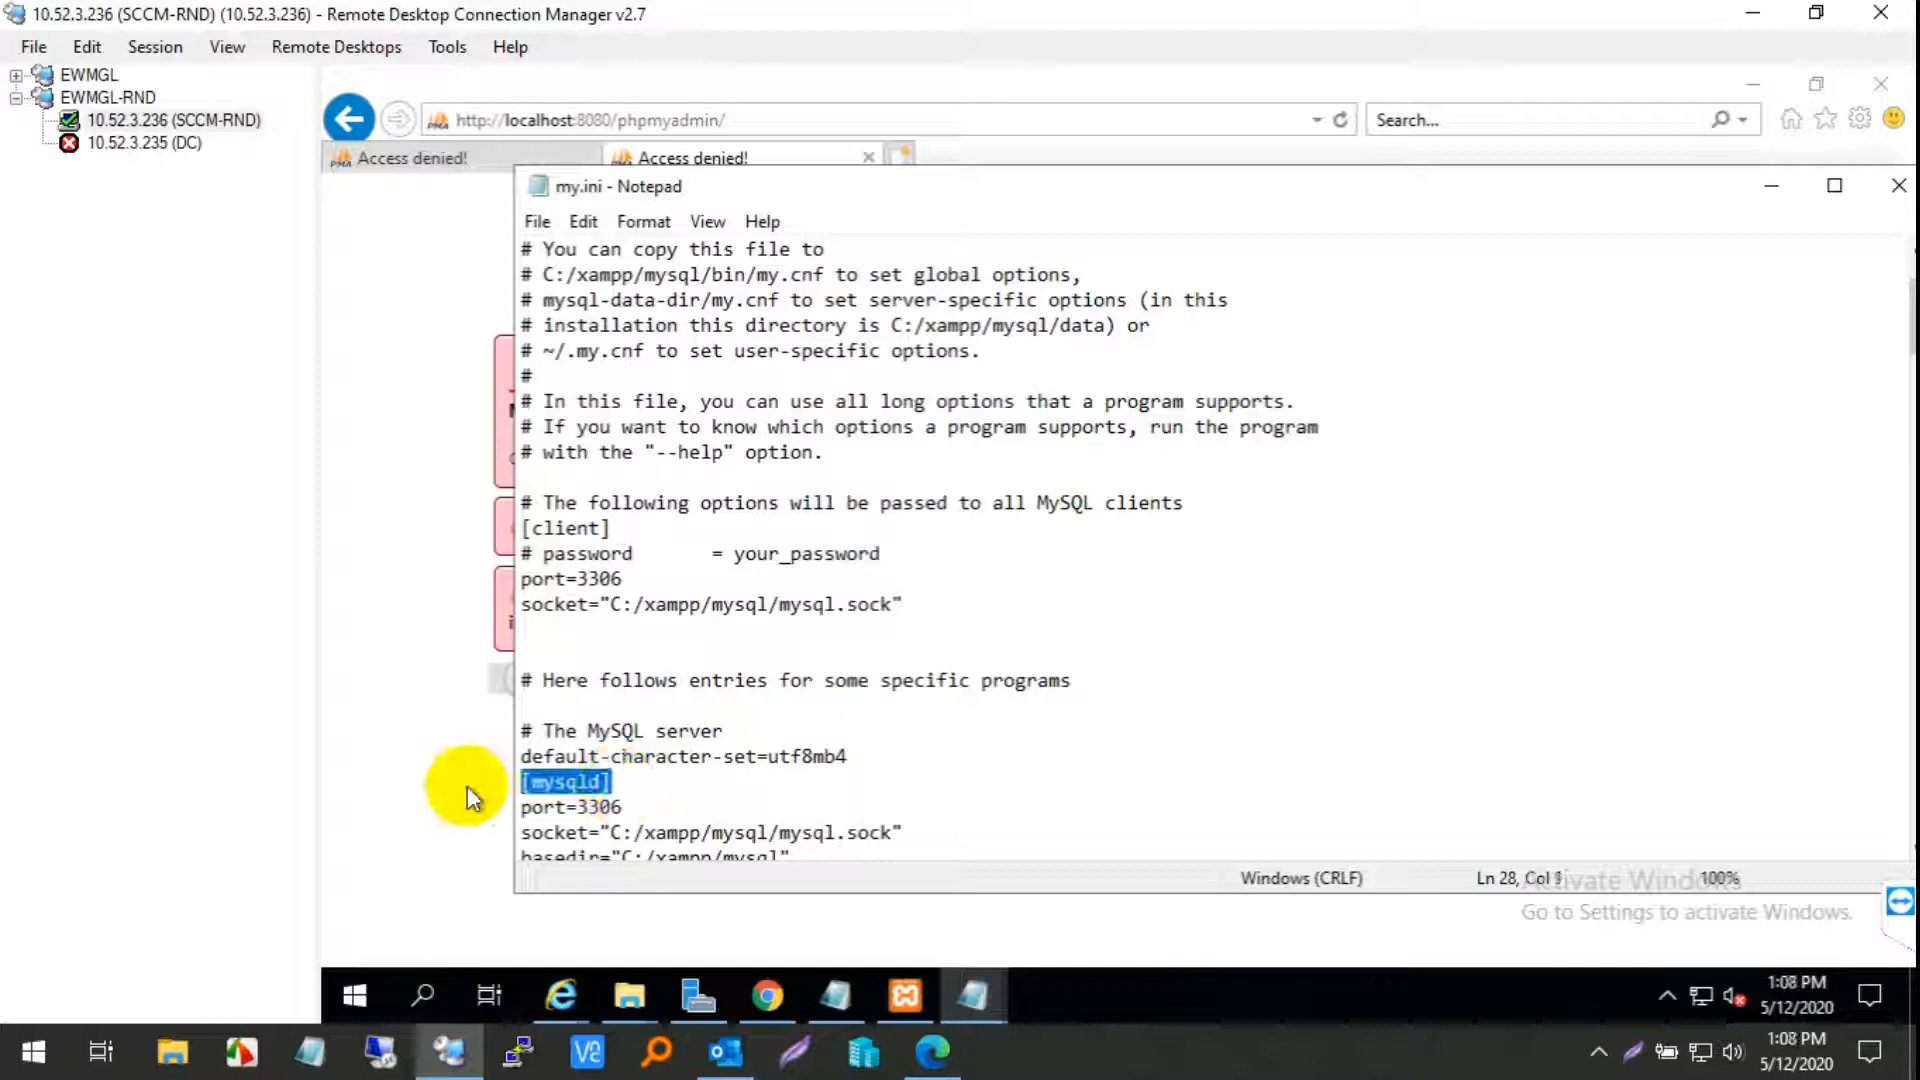 10.52.3.236 (SCCM-RND) (10.52.3.236) - Remote Desktop Connection Manager v2.7
File Edit Session View Remote Desktops Tools Help
EWMGL
EWMGL-RND
10.52.3.236 (SCCM-RND)
10.52.3.235 (DC)
http://localhost:8080/phpmyadmin/
Search...
Access denied!
Access denied!
my.ini - Notepad
File Edit Format View Help
# You can copy this file to
# C:/xampp/mysql/bin/my.cnf to set global options,
# mysql-data-dir/my.cnf to set server-specific options (in this
# installation this directory is C:/xampp/mysql/data) or
# ~/.my.cnf to set user-specific options.
#
# In this file, you can use all long options that a program supports.
# If you want to know which options a program supports, run the program
# with the "--help" option.
# The following options will be passed to all MySQL clients
[client]
# password = your_password
port=3306
socket="C:/xampp/mysql/mysql.sock"
# Here follows entries for some specific programs
# The MySQL server
default-character-set=utf8mb4
[mysqld]
port=3306
socket="C:/xampp/mysql/mysql.sock"
basedir="C:/xampp/mysql"
Windows (CRLF)
Ln 28, Col 9
100%
Activate Windows
Go to Settings to activate Windows.
1:08 PM
5/12/2020
1:08 PM
5/12/2020